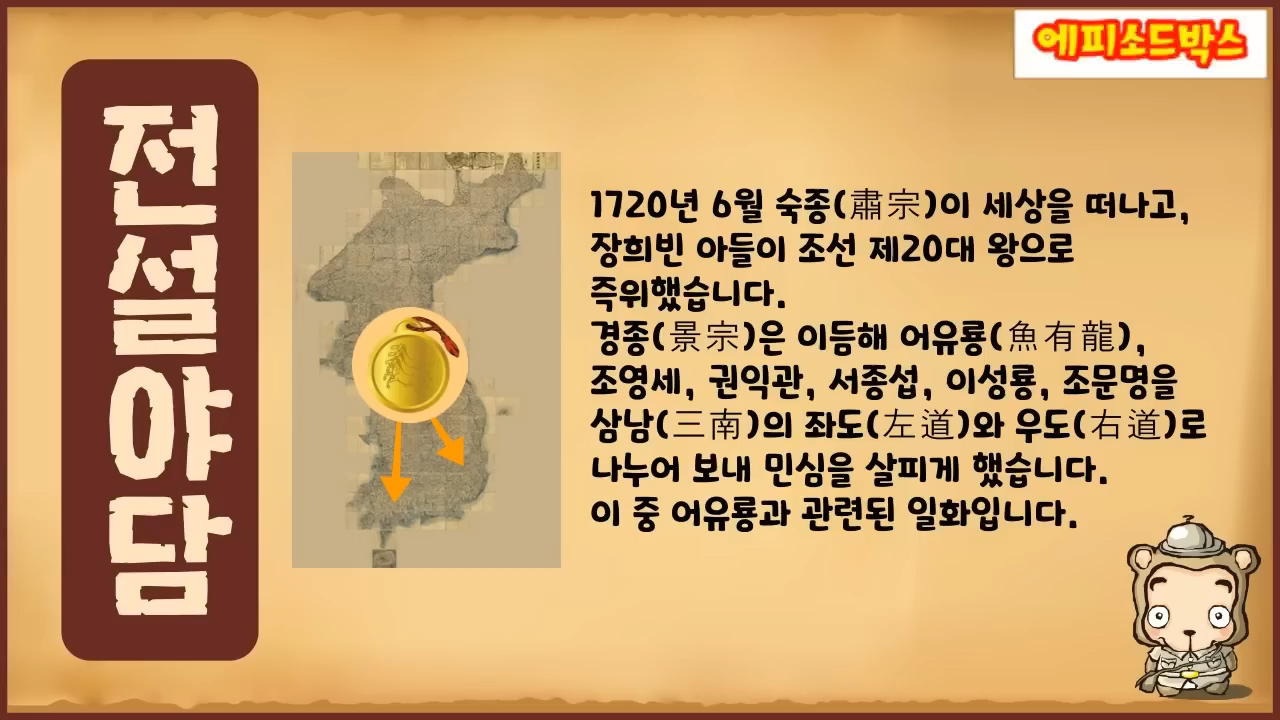 에피소드박스
전설야담
1720년 6월 숙종(肅宗)이 세상을 떠나고,
장희빈 아들이 조선 제20대 왕으로
즉위했습니다.
경종(景宗)은 이듬해 어유룡(魚有龍),
조영세, 권익관, 서종섭, 이성룡, 조문명을
삼남(三南)의 좌도(左道)와 우도(右道)로
나누어 보내 민심을 살피게 했습니다.
이 중 어유룡과 관련된 일화입니다.